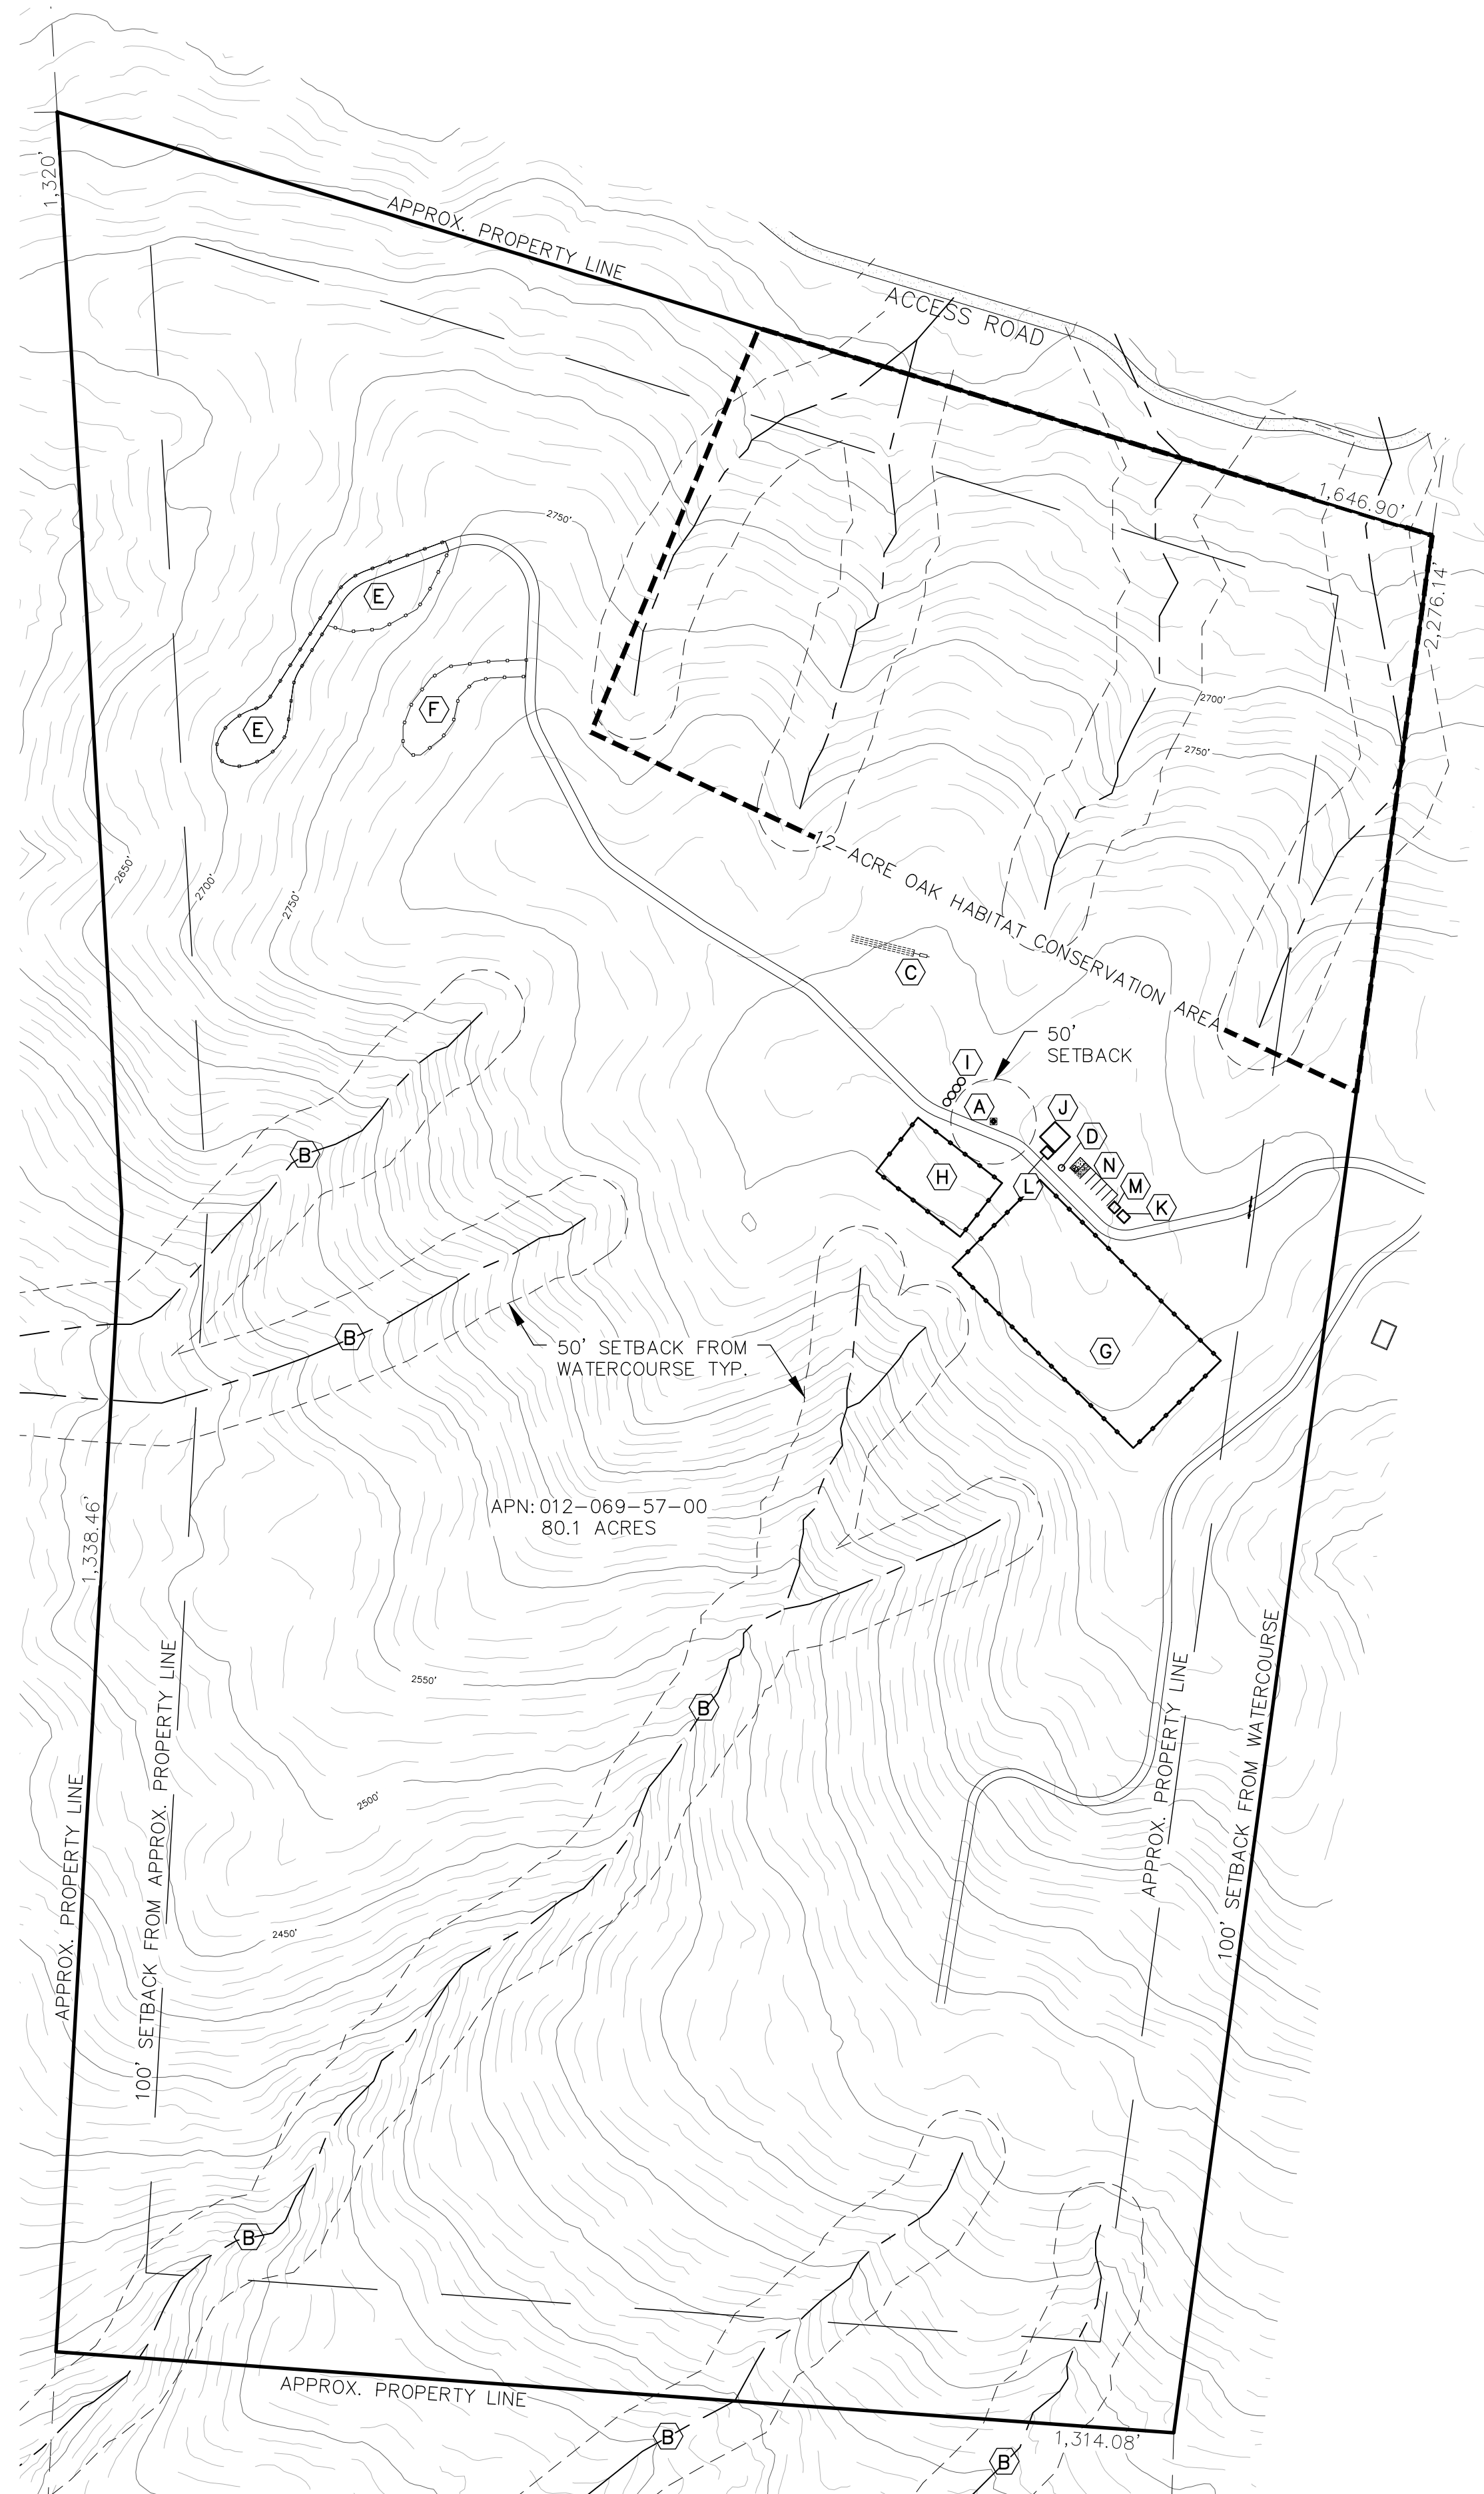 1,320'
APPROX. PROPERTY LINE
ACCESS ROAD
1,646.90'
2,276.14'
2750'
E
F
E
2700'
2750'
2650'
2700'
2750'
12-ACRE OAK HABITAT CONSERVATION AREA
C
50'
SETBACK
I
A
J
D
N
M
K
L
H
B
B
50' SETBACK FROM
WATERCOURSE TYP.
G
APN: 012-069-57-00
80.1 ACRES
1,338.46'
2550'
B
2500'
2450'
APPROX. PROPERTY LINE
100' SETBACK FROM APPROX. PROPERTY LINE
APPROX. PROPERTY LINE
100' SETBACK FROM WATERCOURSE
B
APPROX. PROPERTY LINE
B
B
1,314.08'